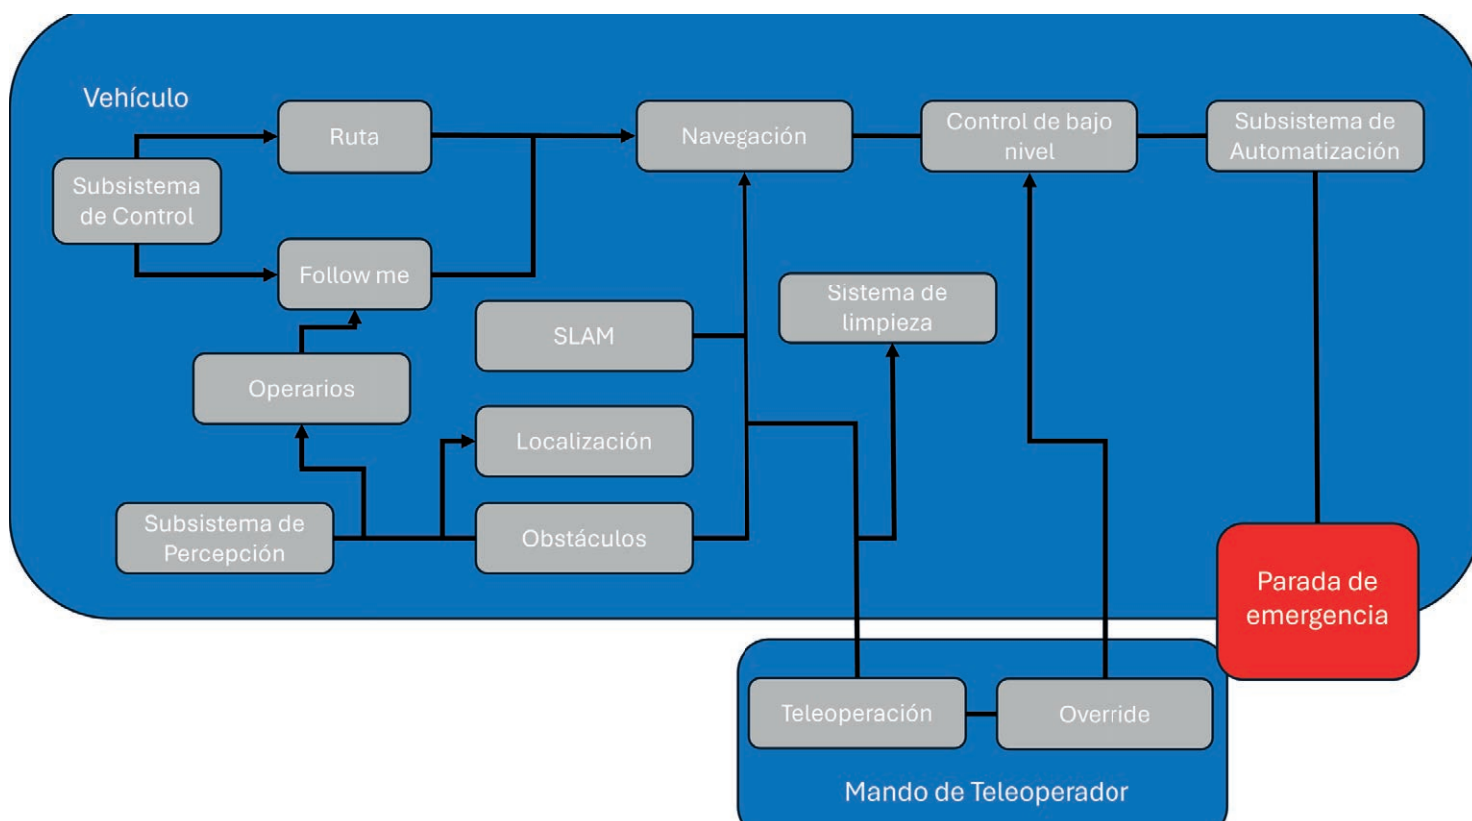 Vehículo
Ruta
Navegación
Control de bajo
nivel
Subsistema de
Automatización
Subsistema
de Control
Follow me
Sistema de
limpieza
SLAM
Operarios
Localización
Subsistema de
Percepción
Obstáculos
Parada de
emergencia
Teleoperación
Override
Mando de Teleoperador